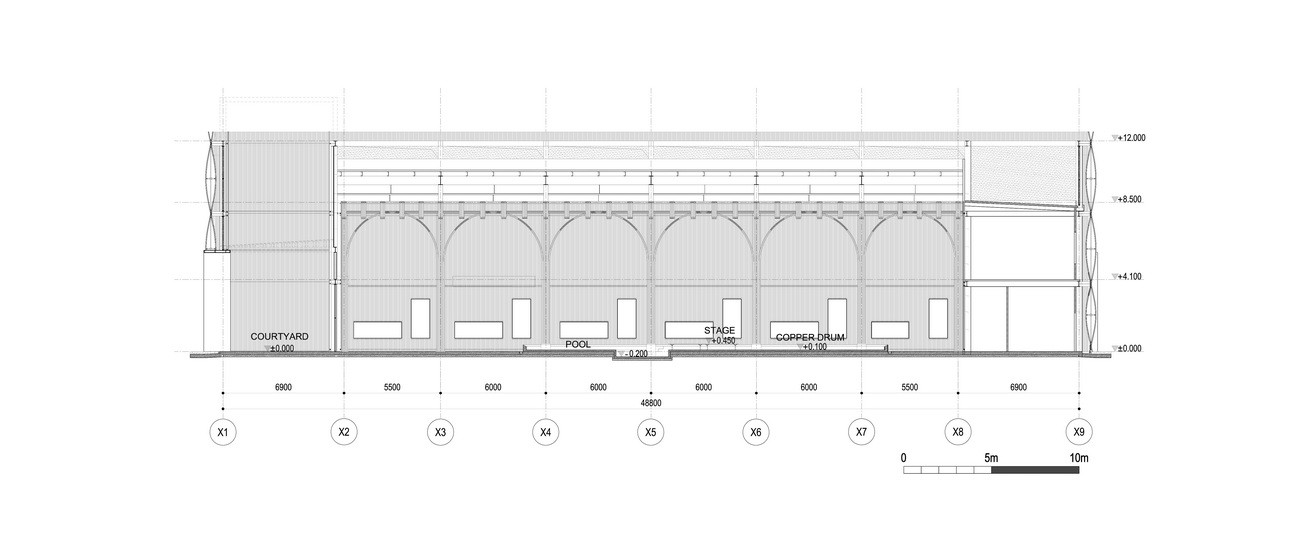 +12.000
+8.500
+4.100
COURTYARD
±0.000
POOL
-0.200
STAGE
+0.450
COPPER DRUM
+0.100
±0.000
6900 5500 6000 6000 6000 6000 5500 6900
48800
X1 X2 X3 X4 X5 X6 X7 X8 X9
0 5m 10m